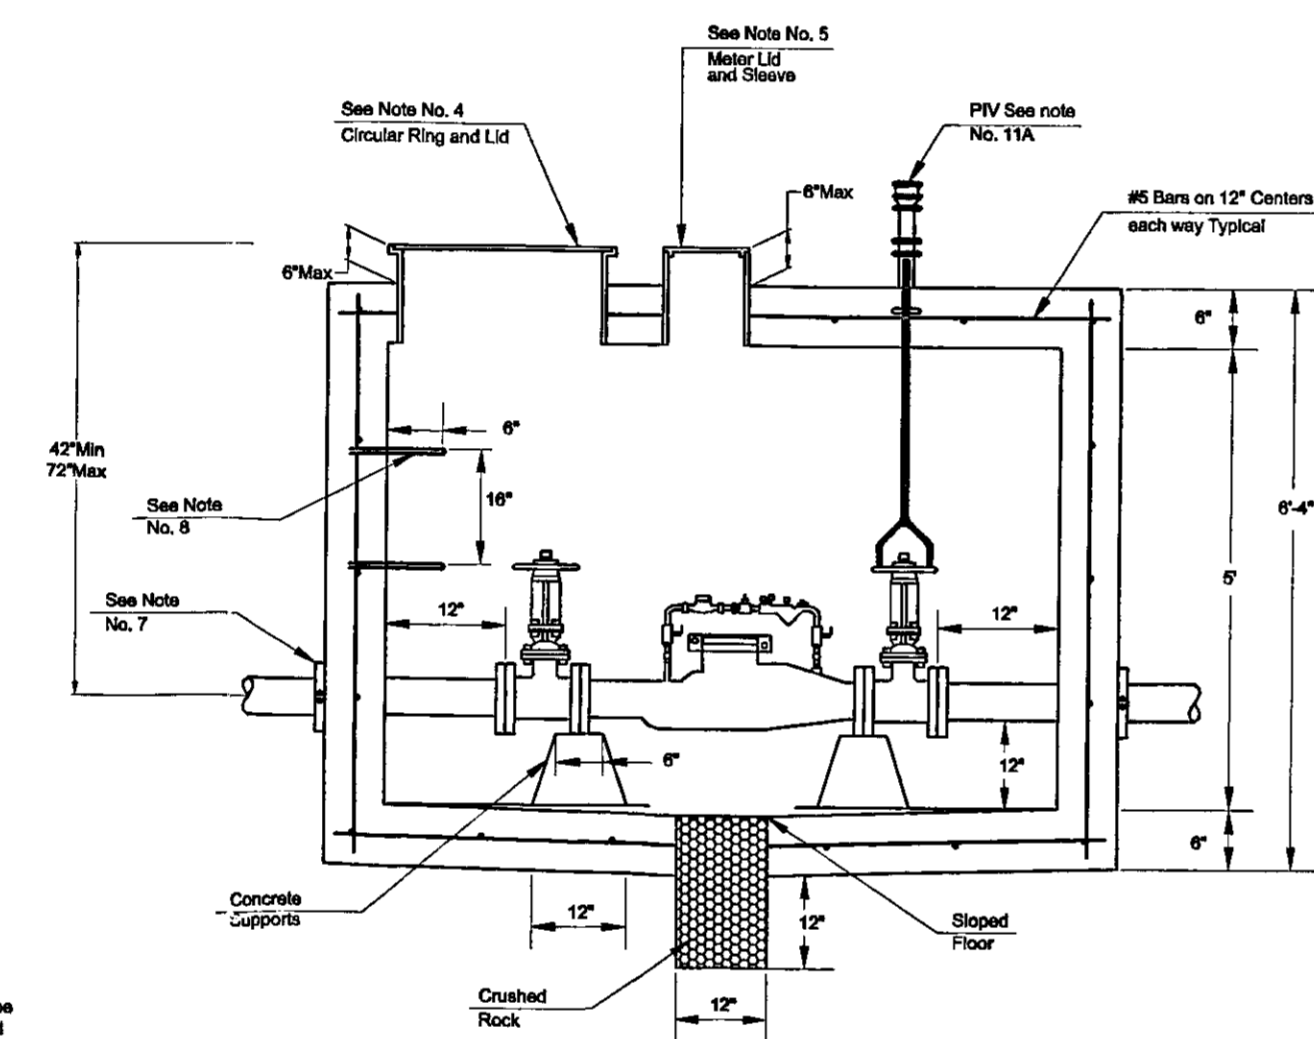 See Note No. 5
Meter Lid
and Sleeve
See Note No. 4
Circular Ring and Lid
PIV See note
No. 11A
6"Max
#5 Bars on 12" Centers
each way Typical
6"Max
6"
42"Min
72"Max
6"
16"
See Note
No. 8
6'-4"
5'
See Note
No. 7
12"
12"
6"
12"
6"
Concrete
Supports
12"
12"
Sloped
Floor
Crushed
Rock
12"